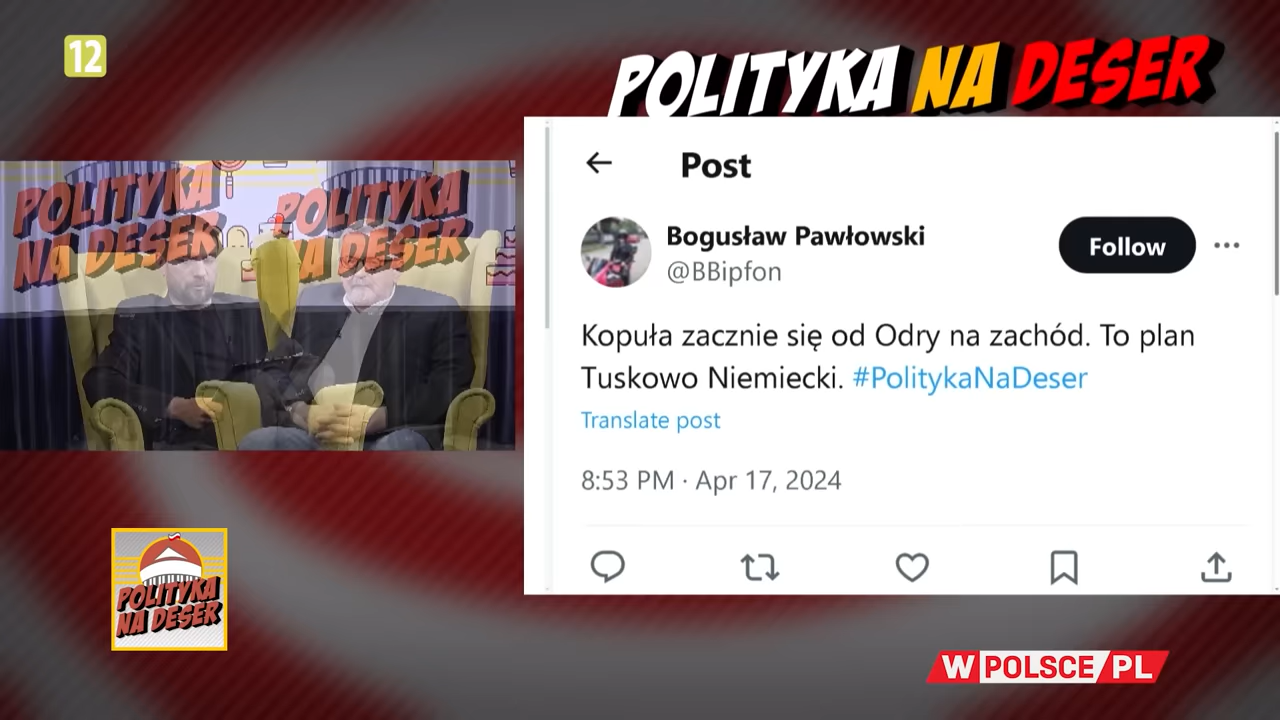 12
POLITYKA NA DESER
POLITYKA
NA DESER
POLITYKA
NA DESER
Post
Bogusław Pawłowski
@BBipfon
Follow
Kopuła zacznie się od Odry na zachód. To plan
Tuskowo Niemiecki. #PolitykaNaDeser
Translate post
8:53 PM · Apr 17, 2024
POLITYKA
NA DESER
WPOLSCE PL